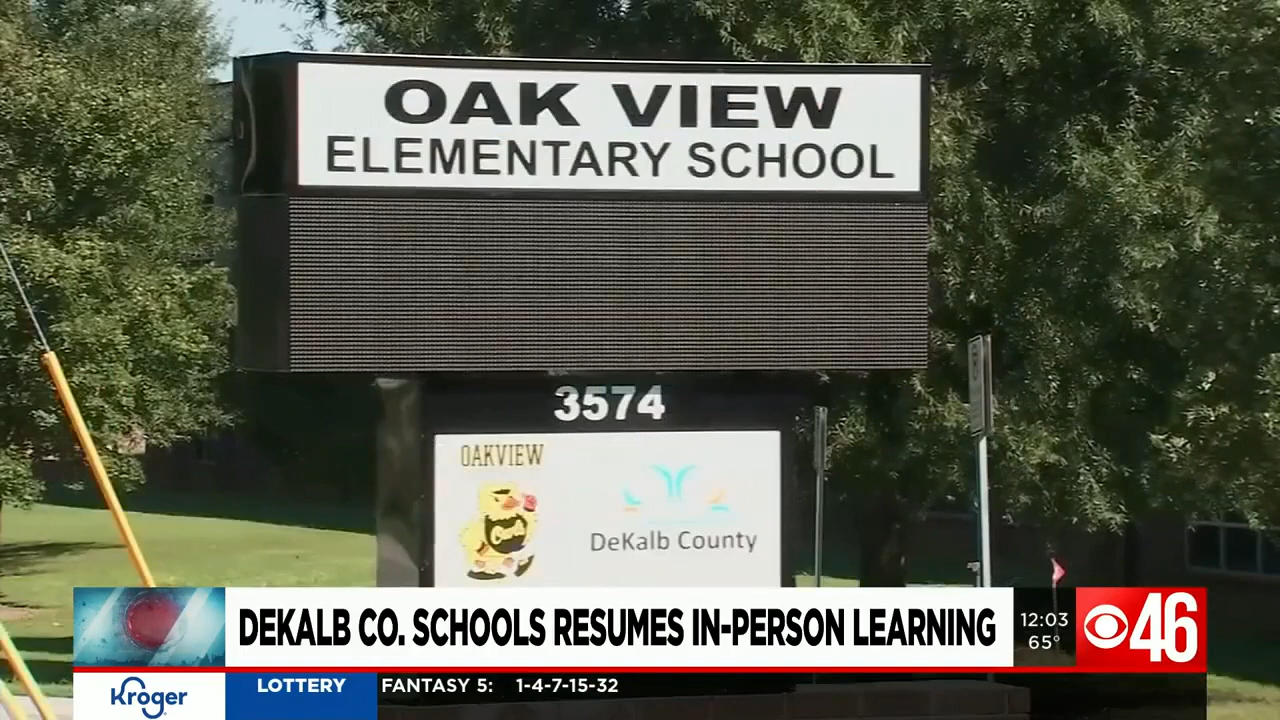 OAK VIEW
ELEMENTARY SCHOOL
3574
OAKVIEW
DeKalb County
DEKALB CO. SCHOOLS RESUMES IN-PERSON LEARNING
12:03
65°
46
Kroger
LOTTERY
FANTASY 5: 1-4-7-15-32